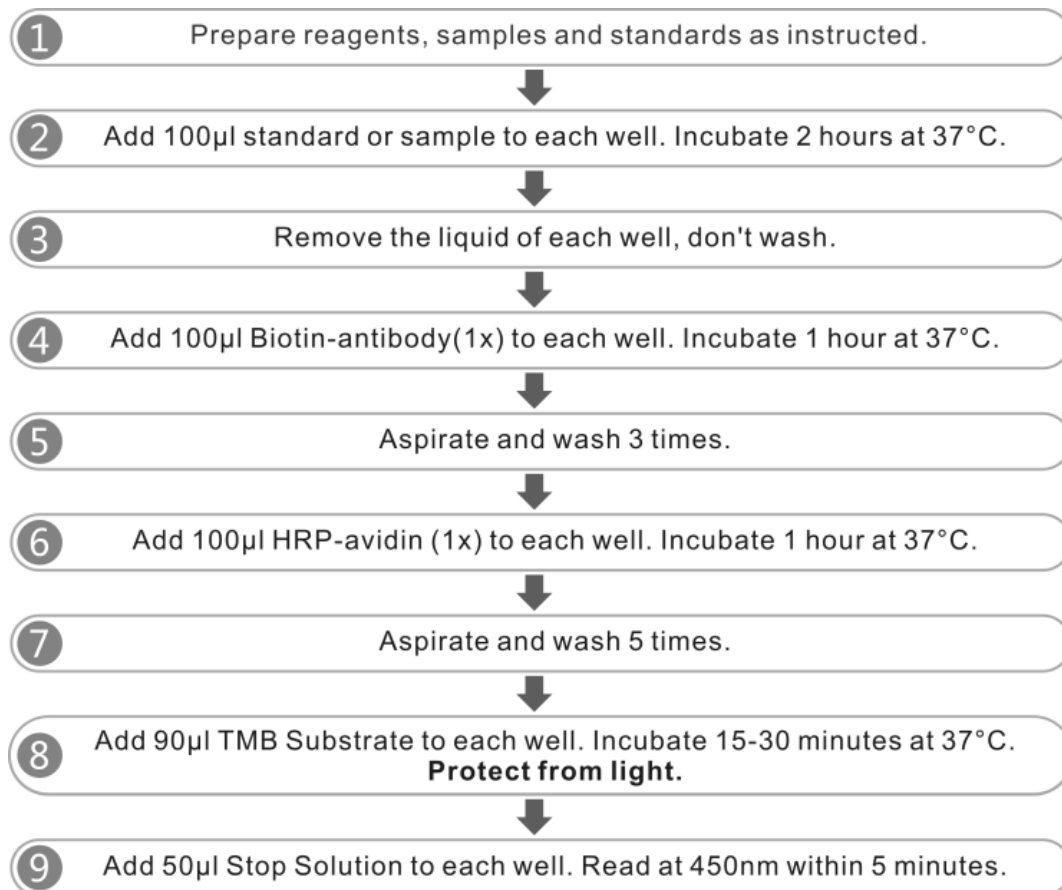 1 Prepare reagents, samples and standards as instructed.
2 Add 100µl standard or sample to each well. Incubate 2 hours at 37°C.
3 Remove the liquid of each well, don't wash.
4 Add 100µl Biotin-antibody(1x) to each well. Incubate 1 hour at 37°C.
5 Aspirate and wash 3 times.
6 Add 100µl HRP-avidin (1x) to each well. Incubate 1 hour at 37°C.
7 Aspirate and wash 5 times.
8 Add 90µl TMB Substrate to each well. Incubate 15-30 minutes at 37°C.
Protect from light.
9 Add 50µl Stop Solution to each well. Read at 450nm within 5 minutes.